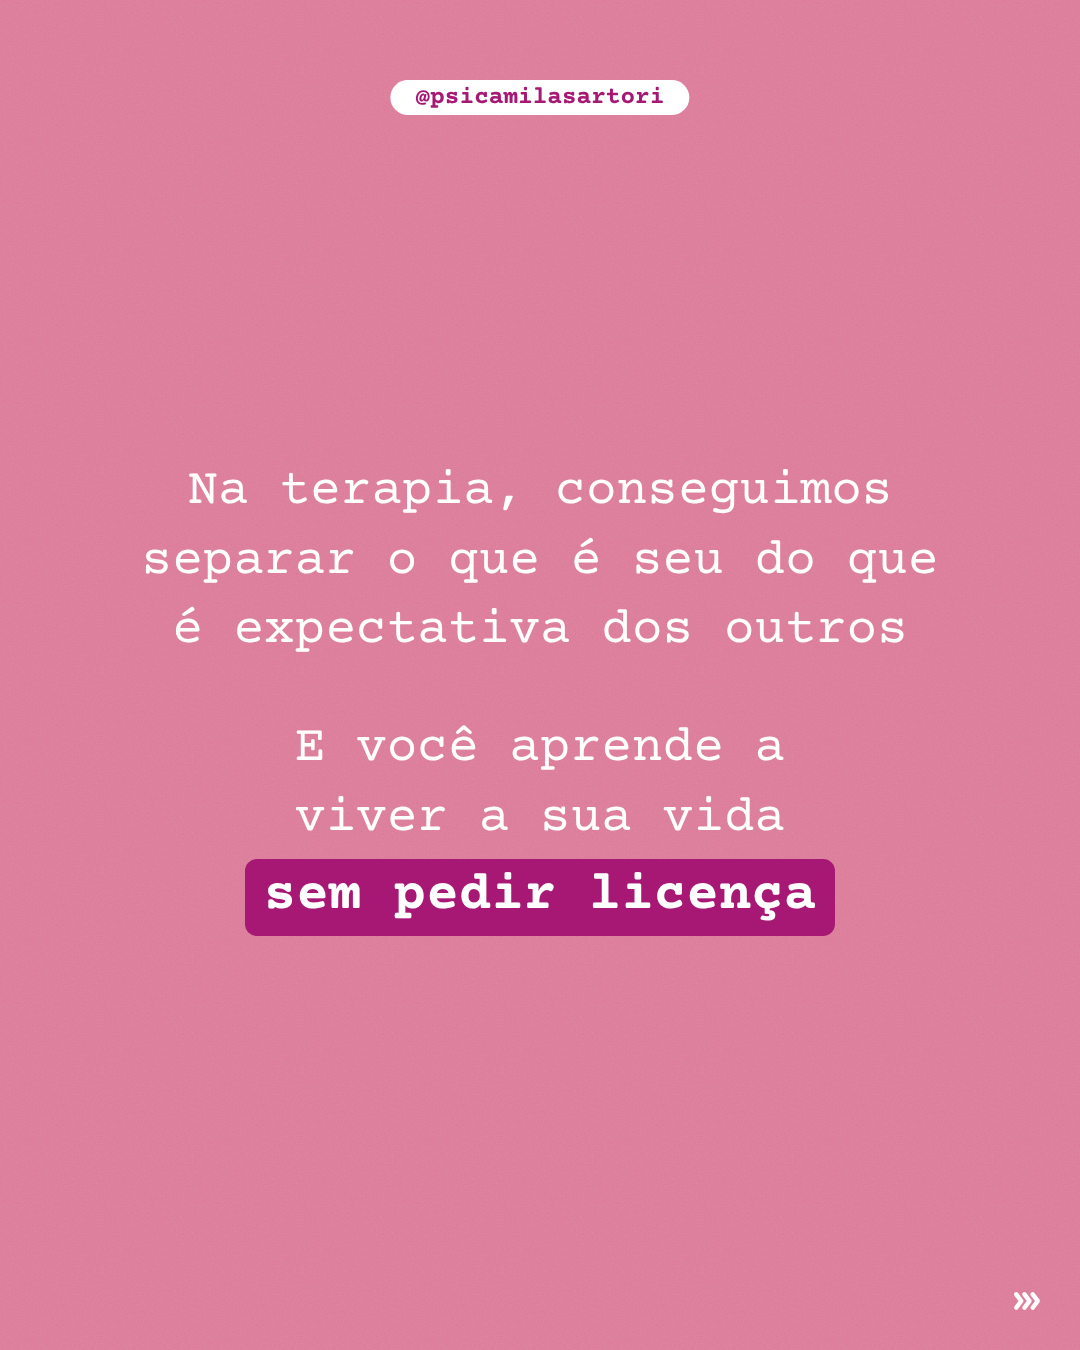 @psicamilasartori
Na terapia, conseguimos
separar o que é seu do que
é expectativa dos outros
E você aprende a
viver a sua vida
sem pedir licença